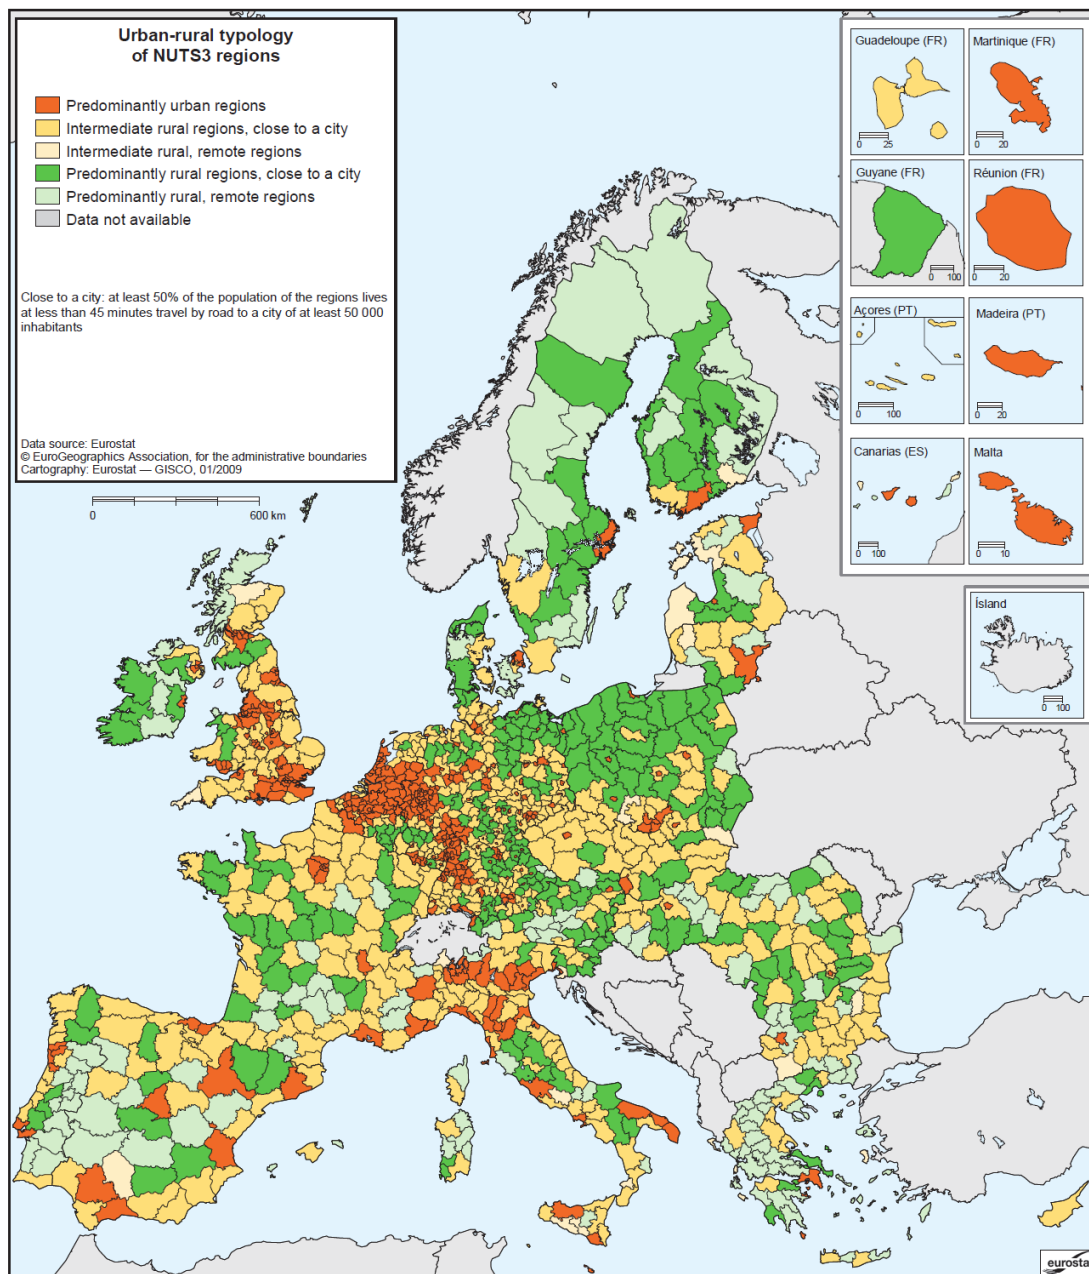 Urban-rural typology
of NUTS3 regions
Predominantly urban regions
Intermediate rural regions, close to a city
Intermediate rural, remote regions
Predominantly rural regions, close to a city
Predominantly rural, remote regions
Data not available
Close to a city: at least 50% of the population of the regions lives
at less than 45 minutes travel by road to a city of at least 50 000
inhabitants
Data source: Eurostat
© EuroGeographics Association, for the administrative boundaries
Cartography: Eurostat — GISCO, 01/2009
0 600 km
Guadeloupe (FR)
0 25
Martinique (FR)
0 20
Guyane (FR)
0 100
Réunion (FR)
0 20
Açores (PT)
0 100
Madeira (PT)
0 20
Canarias (ES)
0 100
Malta
0 10
Ísland
0 100
eurostat